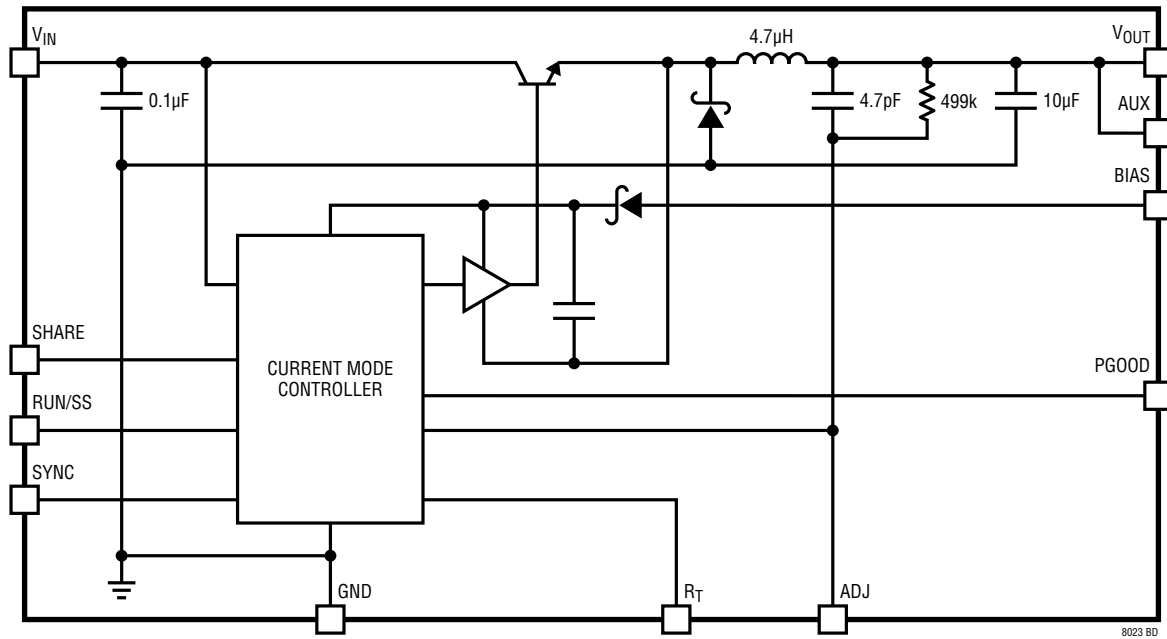 VIN
0.1µF
4.7µH
VOUT
4.7pF
499k
10µF
AUX
BIAS
SHARE
RUN/SS
SYNC
CURRENT MODE
CONTROLLER
PGOOD
GND
RT
ADJ
8023 BD